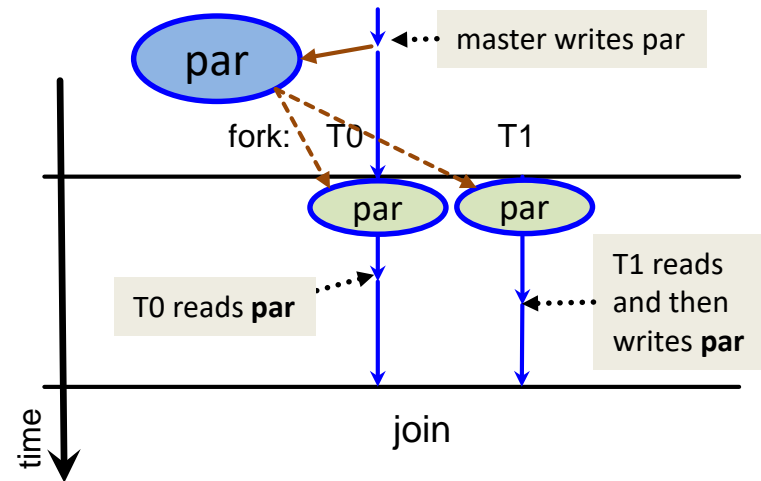 par
master writes par
fork:
T0
T1
par
par
T0 reads par
T1 reads
and then
writes par
join
time